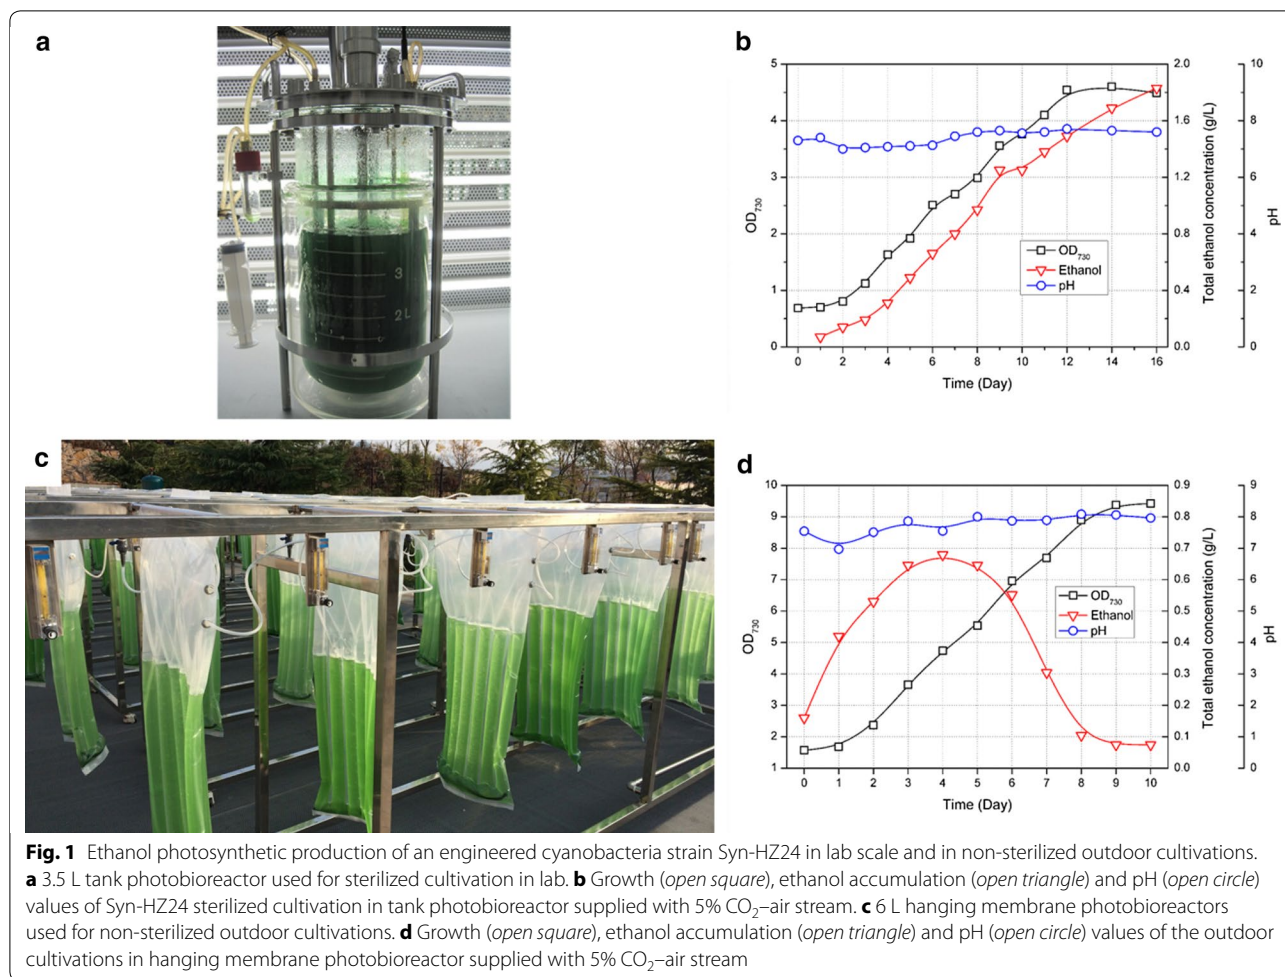 a
3
2 L
b
5
4
3
2
1
0
OD730
2.0
1.6
1.2
0.8
0.4
0.0
Total ethanol concentration (g/L)
10
8
6
4
2
0
pH
OD730
Ethanol
pH
0 2 4 6 8 10 12 14 16
Time (Day)
c
d
10
9
8
7
6
5
4
3
2
1
OD730
0.9
0.8
0.7
0.6
0.5
0.4
0.3
0.2
0.1
0.0
Total ethanol concentration (g/L)
9
8
7
6
5
4
3
2
1
0
pH
OD730
Ethanol
pH
0 1 2 3 4 5 6 7 8 9 10
Time (Day)
Fig. 1 Ethanol photosynthetic production of an engineered cyanobacteria strain Syn-HZ24 in lab scale and in non-sterilized outdoor cultivations.
a 3.5 L tank photobioreactor used for sterilized cultivation in lab. b Growth (open square), ethanol accumulation (open triangle) and pH (open circle)
values of Syn-HZ24 sterilized cultivation in tank photobioreactor supplied with 5% CO2–air stream. c 6 L hanging membrane photobioreactors
used for non-sterilized outdoor cultivations. d Growth (open square), ethanol accumulation (open triangle) and pH (open circle) values of the outdoor
cultivations in hanging membrane photobioreactor supplied with 5% CO2–air stream